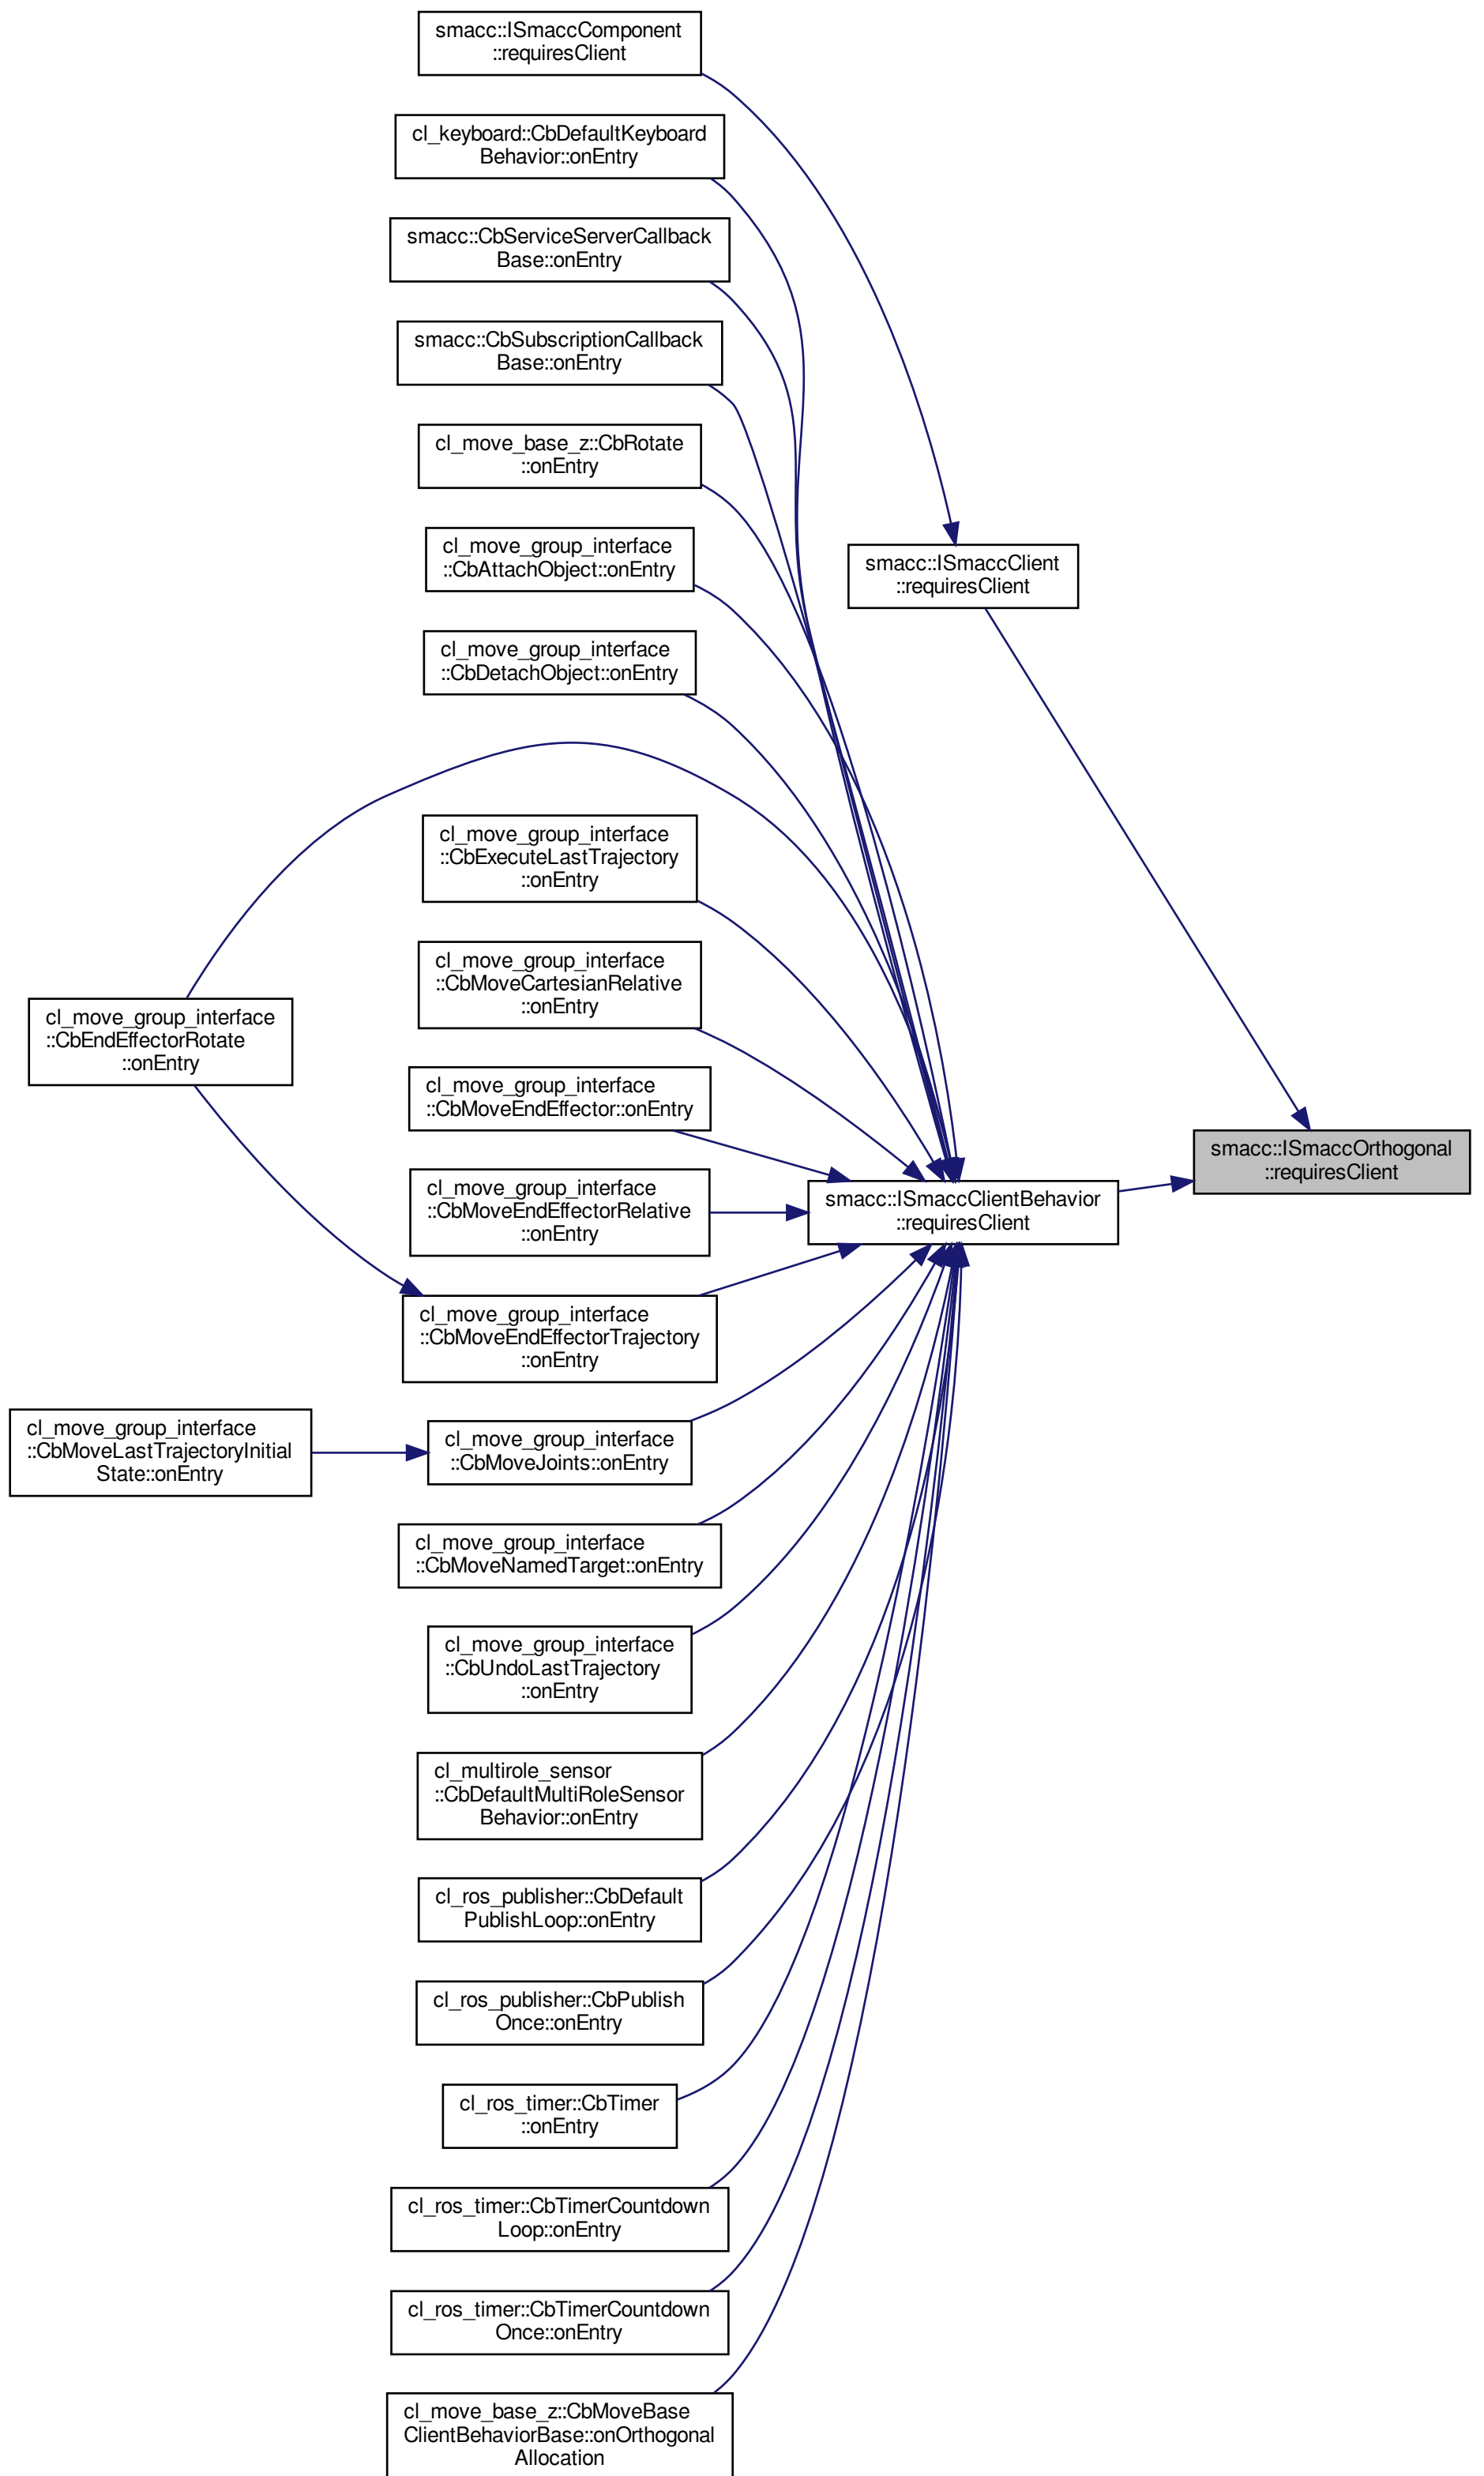 smacc::ISmaccComponent
::requiresClient
cl_keyboard::CbDefaultKeyboard
Behavior::onEntry
smacc::CbServiceServerCallback
Base::onEntry
smacc::CbSubscriptionCallback
Base::onEntry
cl_move_base_z::CbRotate
::onEntry
cl_move_group_interface
::CbAttachObject::onEntry
smacc::ISmaccClient
::requiresClient
cl_move_group_interface
::CbDetachObject::onEntry
cl_move_group_interface
::CbExecuteLastTrajectory
::onEntry
cl_move_group_interface
::CbMoveCartesianRelative
::onEntry
cl_move_group_interface
::CbEndEffectorRotate
::onEntry
cl_move_group_interface
::CbMoveEndEffector::onEntry
smacc::ISmaccOrthogonal
::requiresClient
cl_move_group_interface
::CbMoveEndEffectorRelative
::onEntry
smacc::ISmaccClientBehavior
::requiresClient
cl_move_group_interface
::CbMoveEndEffectorTrajectory
::onEntry
cl_move_group_interface
::CbMoveLastTrajectoryInitial
State::onEntry
cl_move_group_interface
::CbMoveJoints::onEntry
cl_move_group_interface
::CbMoveNamedTarget::onEntry
cl_move_group_interface
::CbUndoLastTrajectory
::onEntry
cl_multirole_sensor
::CbDefaultMultiRoleSensor
Behavior::onEntry
cl_ros_publisher::CbDefault
PublishLoop::onEntry
cl_ros_publisher::CbPublish
Once::onEntry
cl_ros_timer::CbTimer
::onEntry
cl_ros_timer::CbTimerCountdown
Loop::onEntry
cl_ros_timer::CbTimerCountdown
Once::onEntry
cl_move_base_z::CbMoveBase
ClientBehaviorBase::onOrthogonal
Allocation